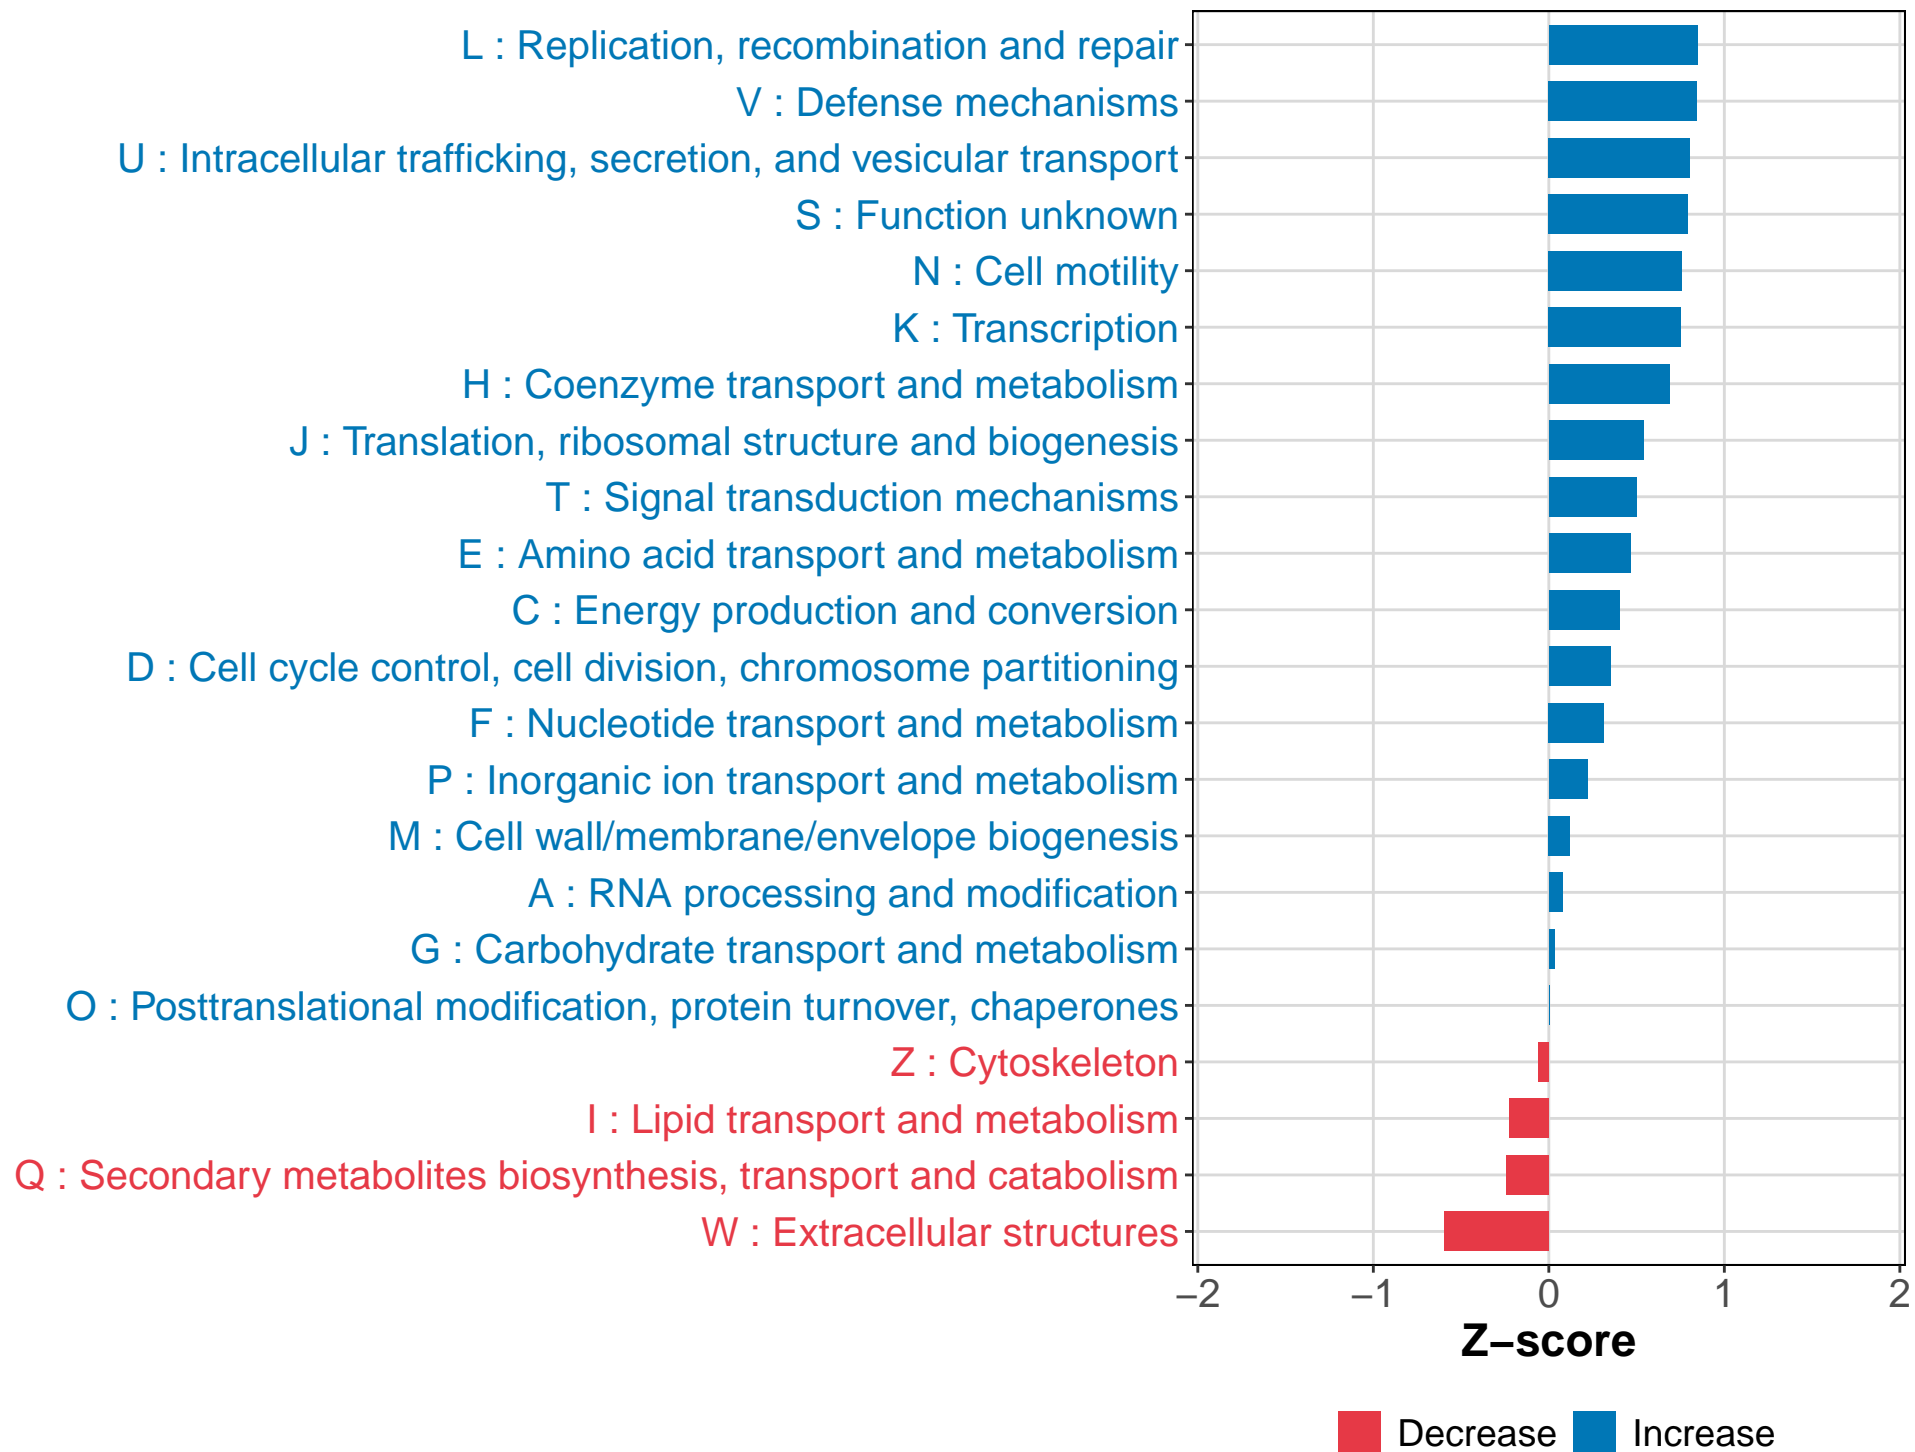 L : Replication, recombination and repair
V : Defense mechanisms
U : Intracellular trafficking, secretion, and vesicular transport
S : Function unknown
N : Cell motility
K : Transcription
H : Coenzyme transport and metabolism
J : Translation, ribosomal structure and biogenesis
T : Signal transduction mechanisms
E : Amino acid transport and metabolism
C : Energy production and conversion
D : Cell cycle control, cell division, chromosome partitioning
F : Nucleotide transport and metabolism
P : Inorganic ion transport and metabolism
M : Cell wall/membrane/envelope biogenesis
A : RNA processing and modification
G : Carbohydrate transport and metabolism
O : Posttranslational modification, protein turnover, chaperones
Z : Cytoskeleton
I : Lipid transport and metabolism
Q : Secondary metabolites biosynthesis, transport and catabolism
W : Extracellular structures
−2 −1 0 1 2
Z−score
Decrease Increase